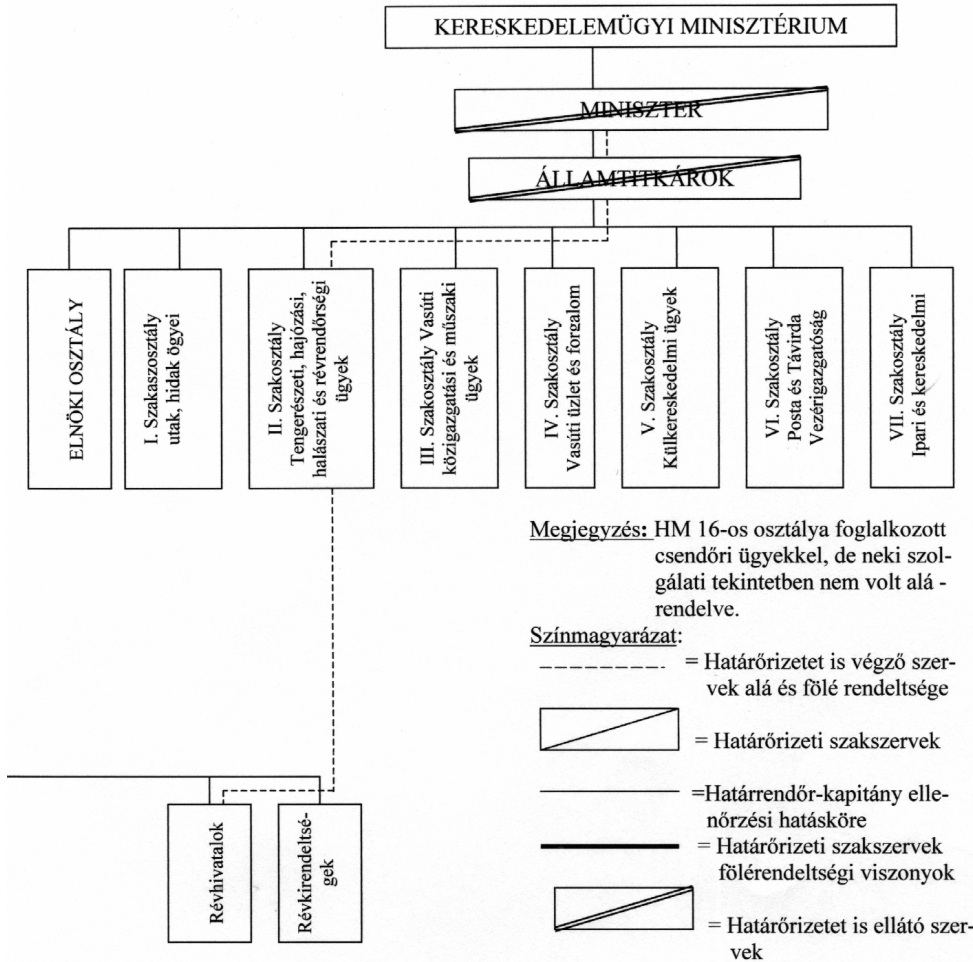 KERESKEDELEMÜGYI MINISZTÉRIUM
MINISZTER
ÁLLAMTITKÁROK
ELNÖKI OSZTÁLY
I. Szakaszosztály
utak, hidak ögyei
II. Szakosztály
Tengerészeti, hajózási,
halászati és révrendőrségi
ügyek
III. Szakosztály Vasúti
közigazgatási és műszaki
ügyek
IV. Szakosztály
Vasúti üzlet és forgalom
V. Szakosztály
Külkereskedelmi ügyek
VI. Szakosztály
Posta és Távirda
Vezérigazgatóság
VII. Szakosztály
Ipari és kereskedelmi
Megjegyzés: HM 16-os osztálya foglalkozott
csendőri ügyekkel, de neki szol-
gálati tekintetben nem volt alá -
rendelve.
Színmagyarázat:
= Határőrizetet is végző szer-
vek alá és fölé rendeltsége
= Határőrizeti szakszervek
=Határrendőr-kapitány elle-
nőrzési hatásköre
= Határőrizeti szakszervek
fölérendeltségi viszonyok
= Határőrizetet is ellátó szer-
vek
Révhivatalok
Révkirendeltsé-
gek